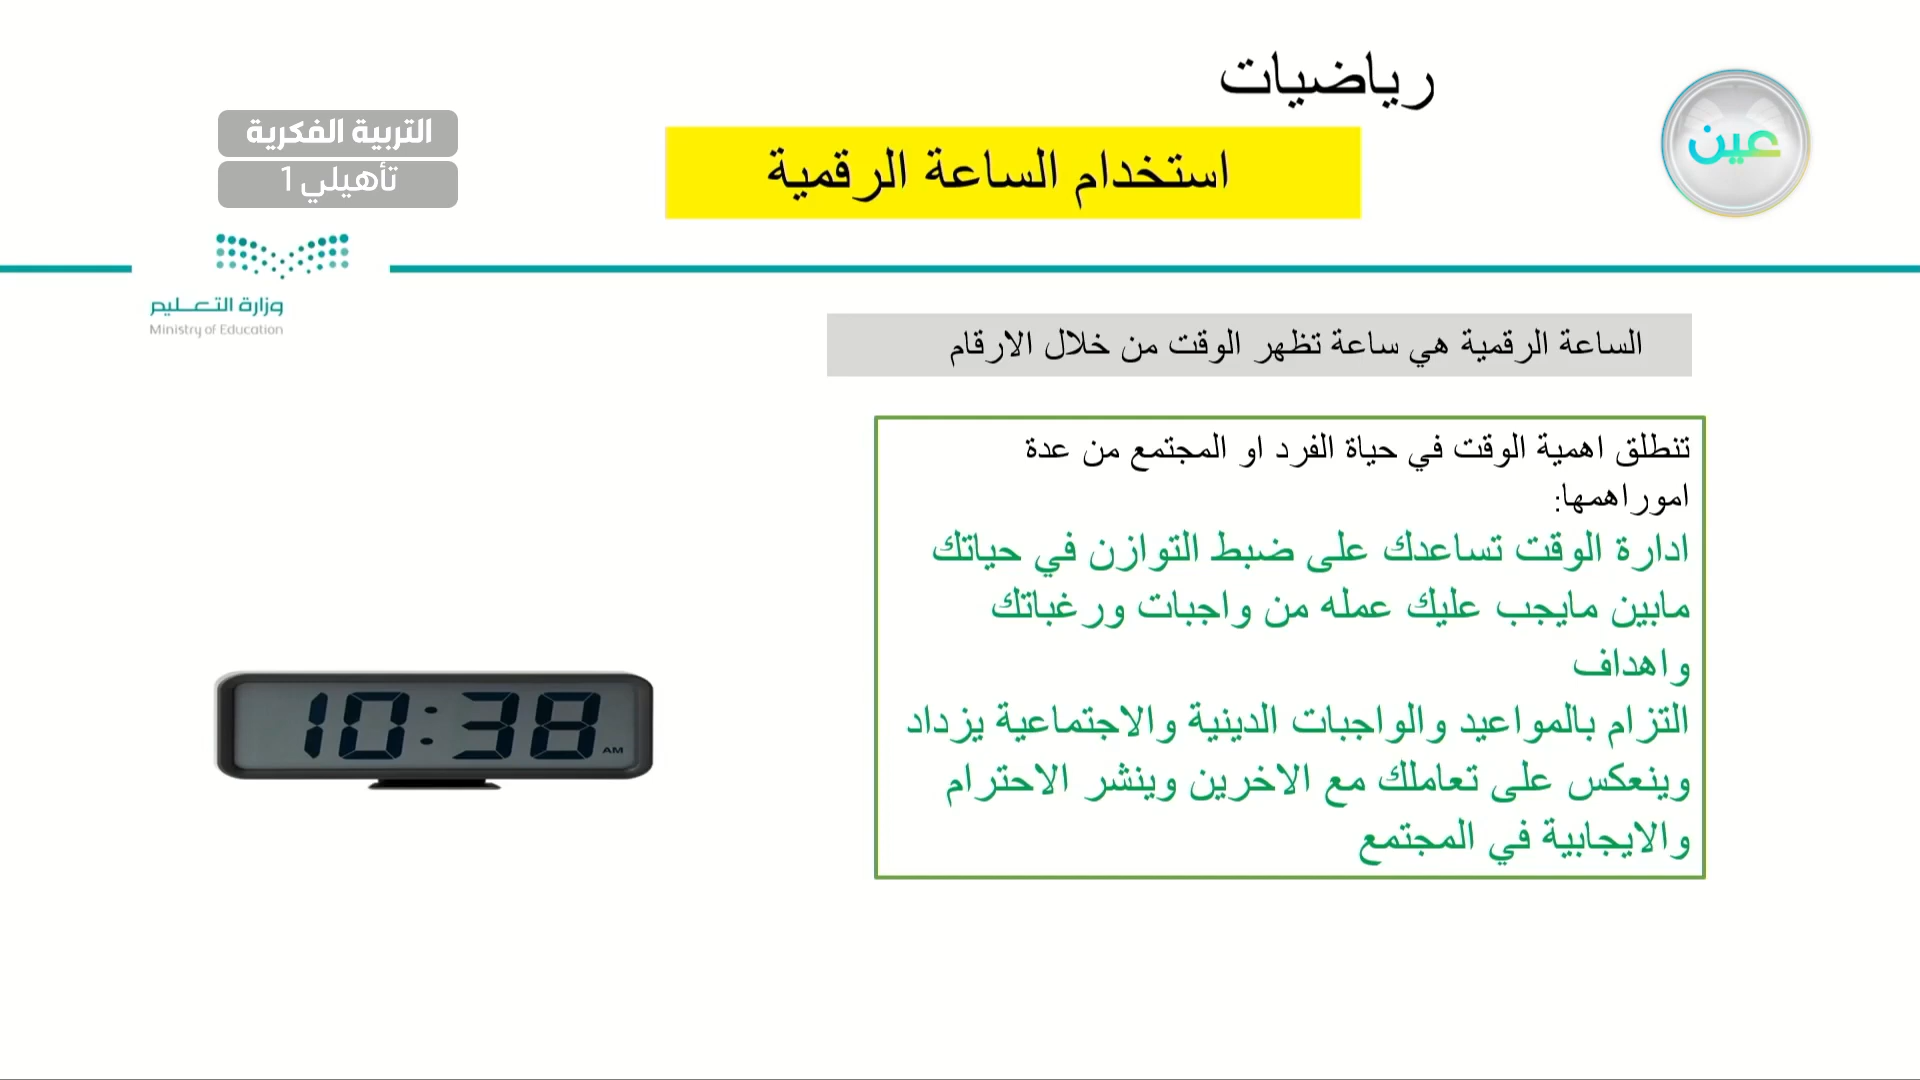 رياضيات
عين
التربية الفكرية
تأهيلي 1
استخدام الساعة الرقمية
وزارة التعليم
Ministry of Education
الساعة الرقمية هي ساعة تظهر الوقت من خلال الارقام
تنطلق اهمية الوقت في حياة الفرد او المجتمع من عدة
اموراهمها:
ادارة الوقت تساعدك على ضبط التوازن في حياتك
مابين مايجب عليك عمله من واجبات ورغباتك
واهداف
التزام بالمواعيد والواجبات الدينية والاجتماعية يزداد
وينعكس على تعاملك مع الاخرين وينشر الاحترام
والايجابية في المجتمع
10:38 AM